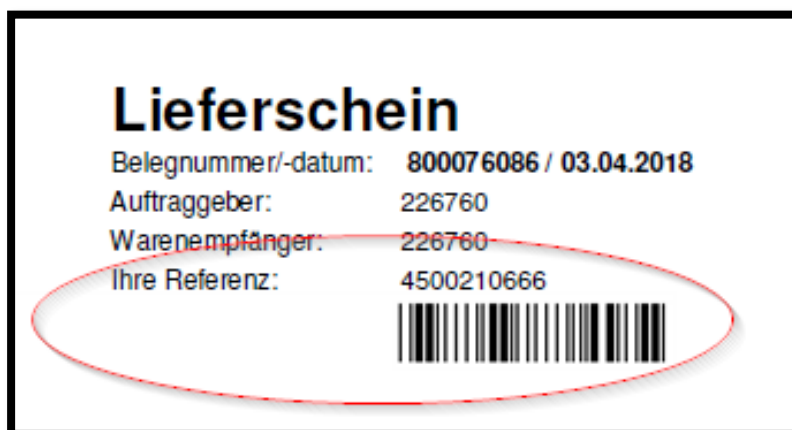 Lieferschein
Belegnummer/-datum: 800076086 / 03.04.2018
Auftraggeber: 226760
Warenempfänger: 226760
Ihre Referenz: 4500210666